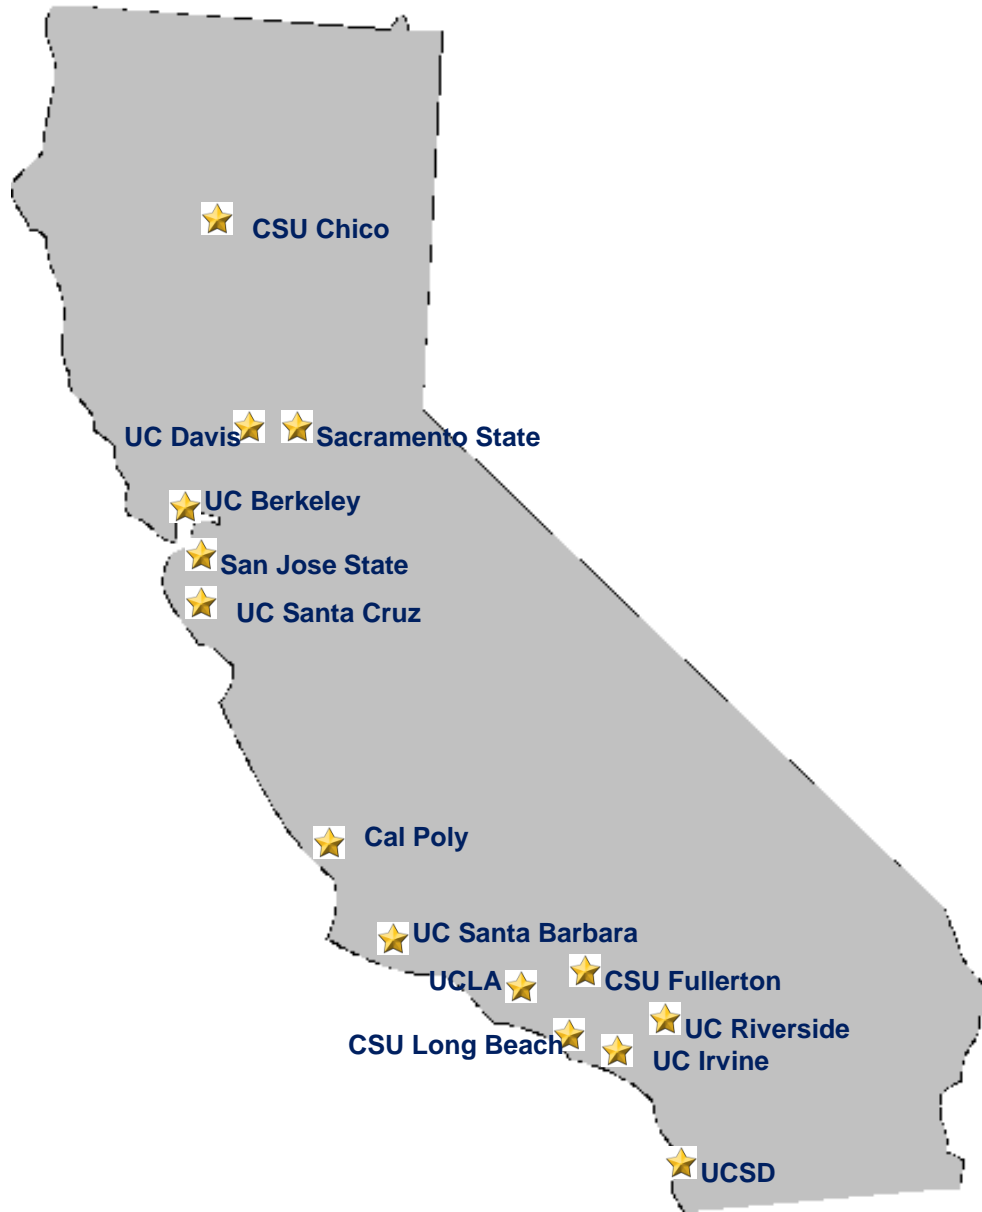 CSU Chico
UC Davis
Sacramento State
UC Berkeley
San Jose State
UC Santa Cruz
Cal Poly
UC Santa Barbara
UCLA
CSU Fullerton
UC Riverside
CSU Long Beach
UC Irvine
UCSD